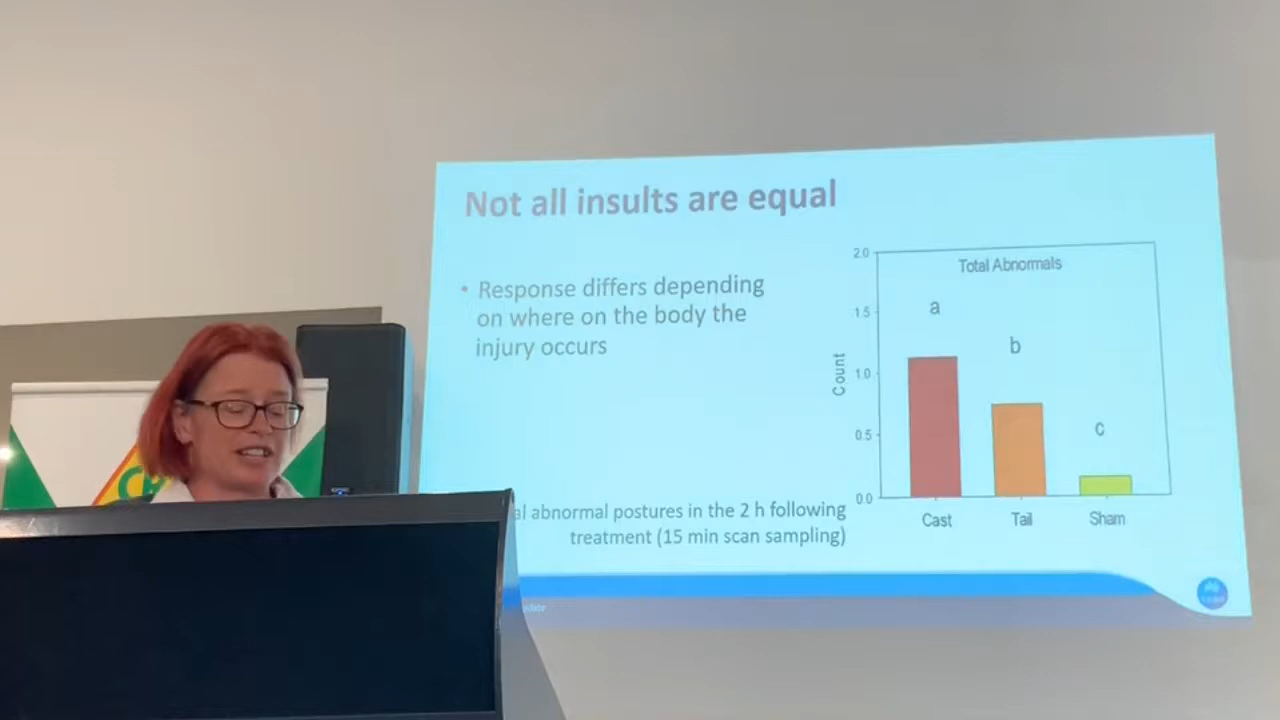 Not all insults are equal
• Response differs depending
on where on the body the
injury occurs
abnormal postures in the 2 h following
treatment (15 min scan sampling)
Total Abnormals
2.0
1.5
1.0
0.5
0.0
Count
a
b
c
Cast
Tail
Sham